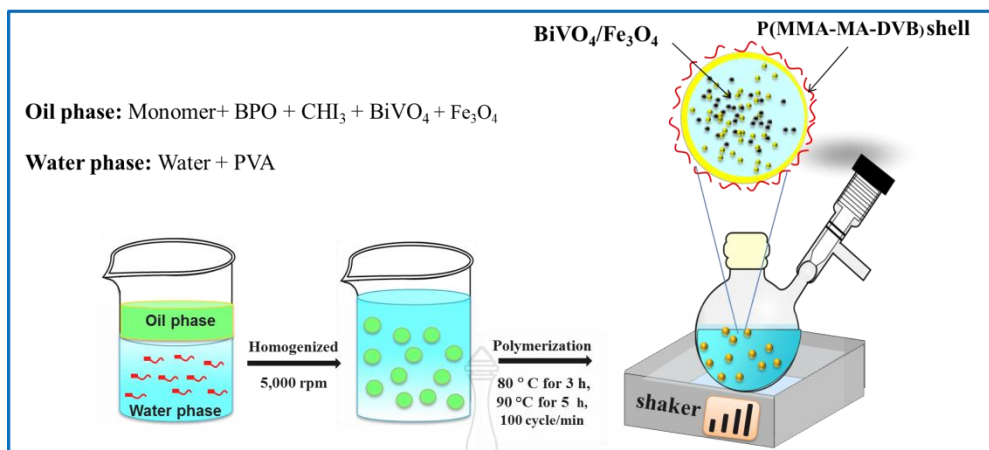 BiVO₄/Fe₃O₄
P(MMA-MA-DVB) shell
Oil phase: Monomer+ BPO + CHI₃ + BiVO₄ + Fe₃O₄
Water phase: Water + PVA
Oil phase
Water phase
Homogenized
5,000 rpm
Polymerization
80 ° C for 3 h,
90 °C for 5 h,
100 cycle/min
shaker